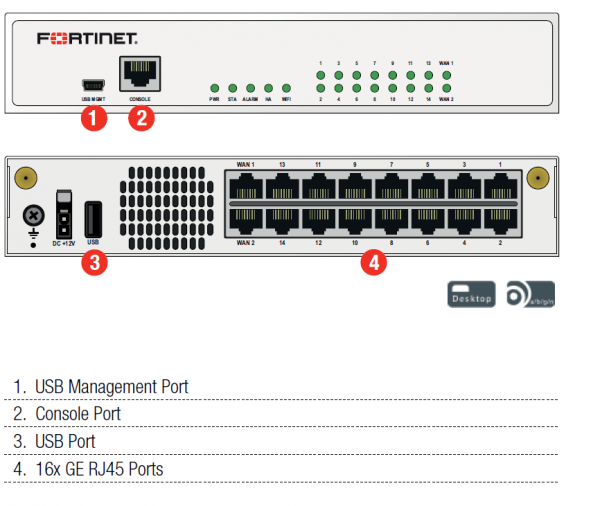 FORTINET
1 3 5 7 9 11 13 WAN 1
USB MGMT CONSOLE PWR STA ALARM HA WIFI 2 4 6 8 10 12 14 WAN 2
1 2
WAN 1 13 11 9 7 5 3 1
DC +12V USB WAN 2 14 12 10 8 6 4 2
3 4
Desktop a/b/g/n
1. USB Management Port
2. Console Port
3. USB Port
4. 16x GE RJ45 Ports